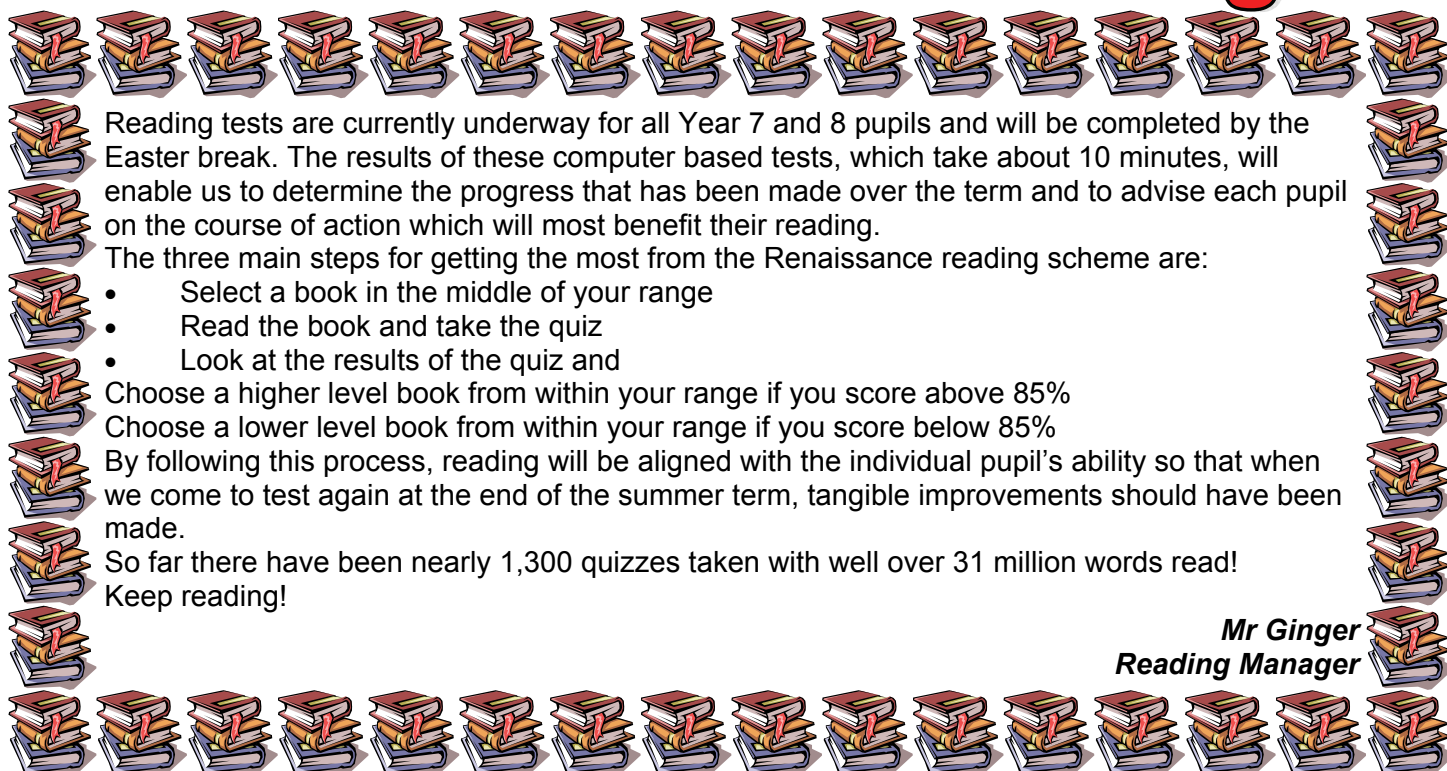 Reading tests are currently underway for all Year 7 and 8 pupils and will be completed by the
Easter break. The results of these computer based tests, which take about 10 minutes, will
enable us to determine the progress that has been made over the term and to advise each pupil
on the course of action which will most benefit their reading.
The three main steps for getting the most from the Renaissance reading scheme are:
• Select a book in the middle of your range
• Read the book and take the quiz
• Look at the results of the quiz and
Choose a higher level book from within your range if you score above 85%
Choose a lower level book from within your range if you score below 85%
By following this process, reading will be aligned with the individual pupil's ability so that when
we come to test again at the end of the summer term, tangible improvements should have been
made.
So far there have been nearly 1,300 quizzes taken with well over 31 million words read!
Keep reading!
Mr Ginger
Reading Manager